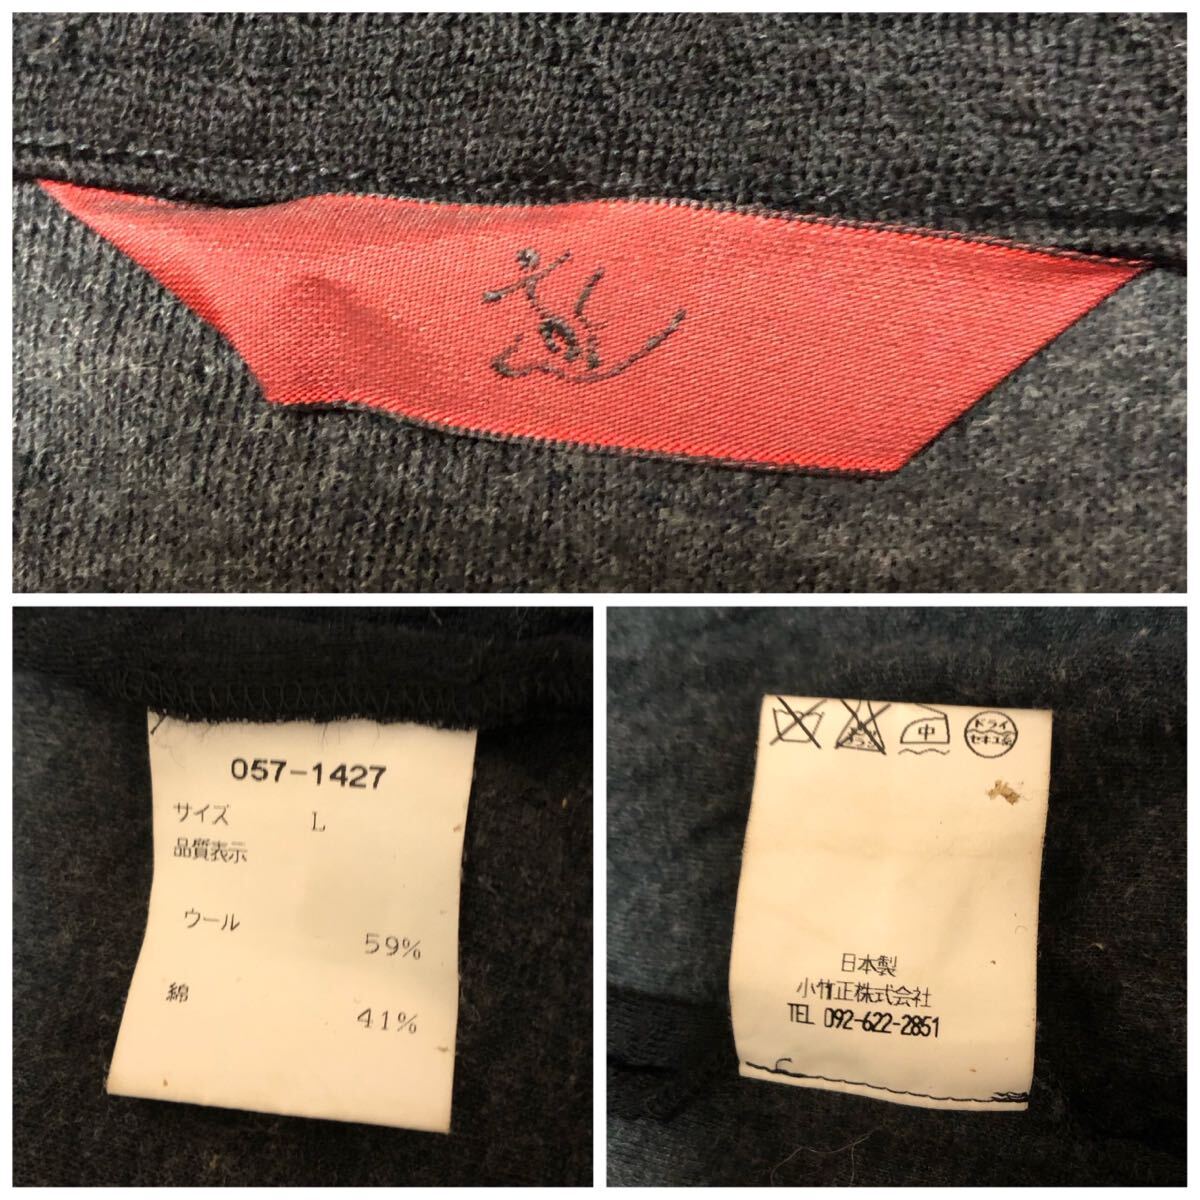 057-1427
サイズ L
品質表示
ウール
59%
綿
41%
中
ドライ
セキユ系
日本製
小竹正株式会社
TEL 092-622-2851